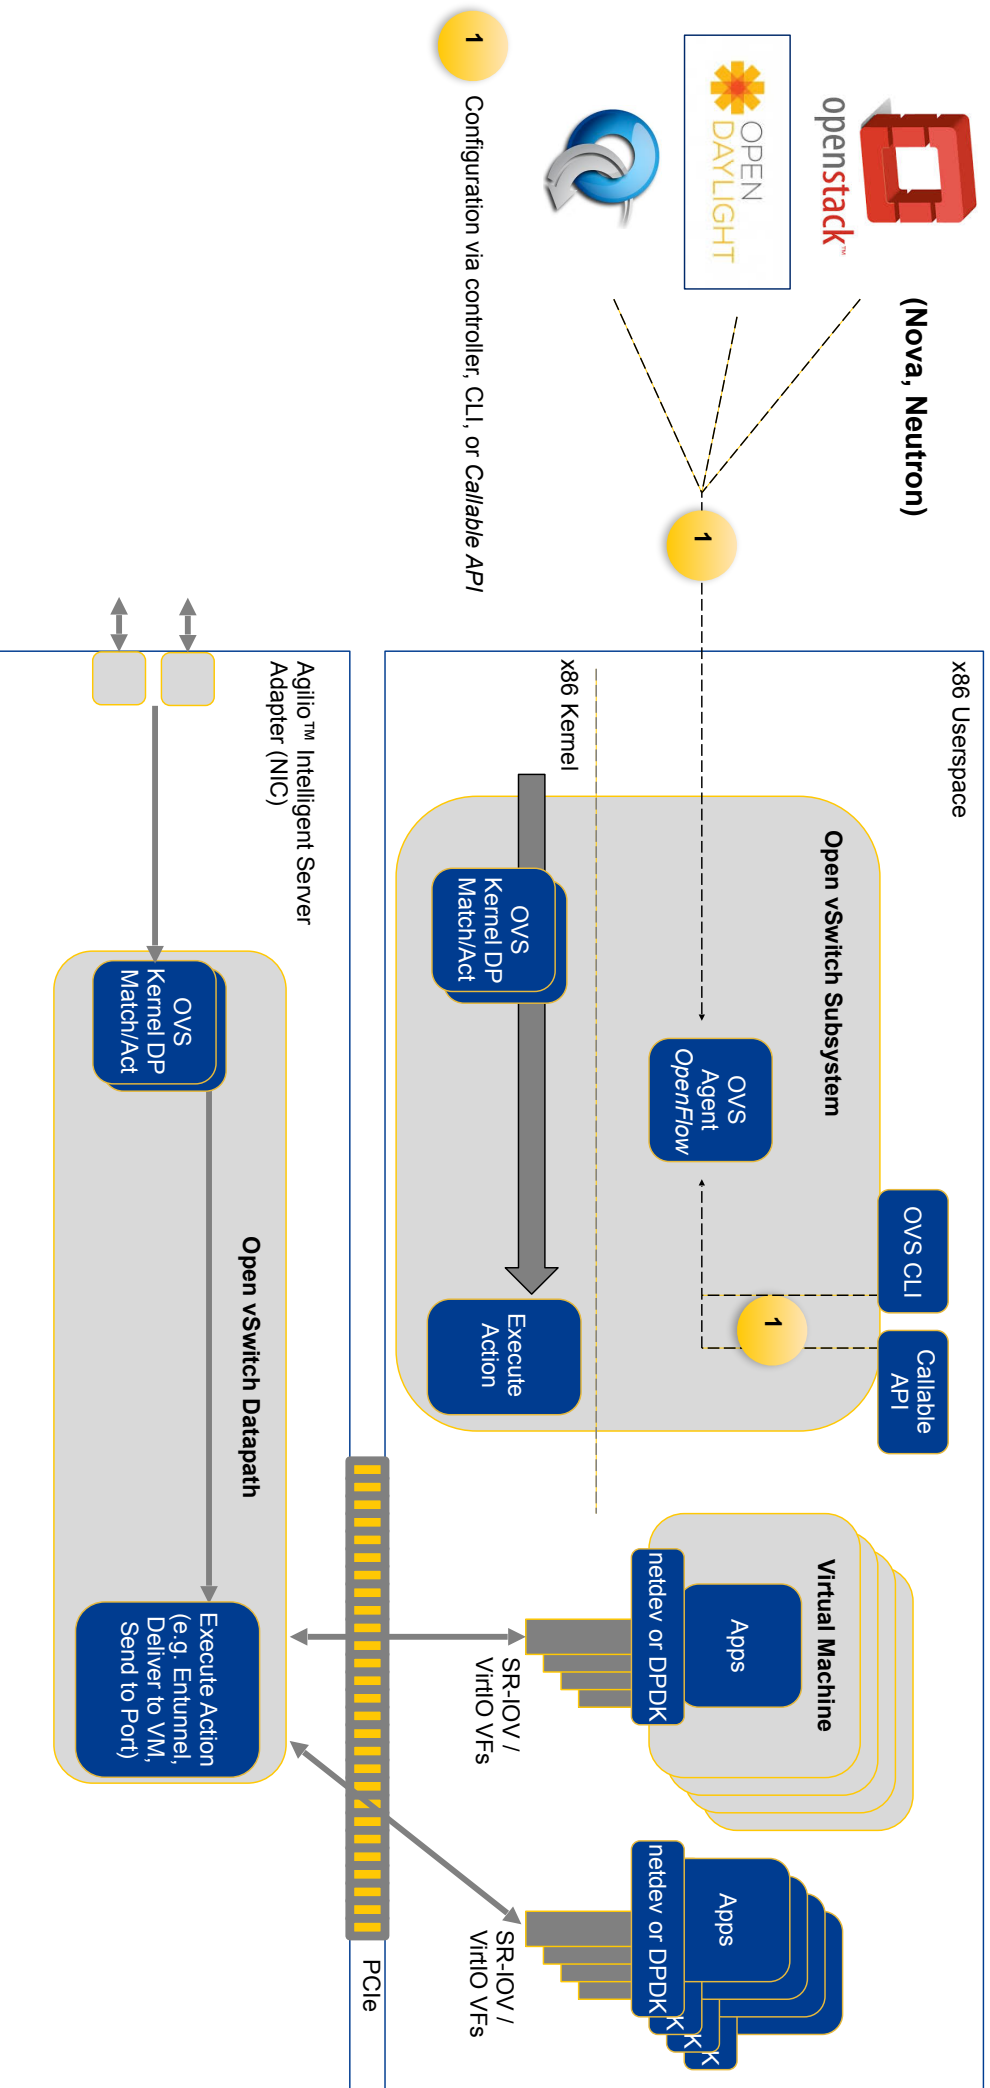 openstack™
(Nova, Neutron)
OPEN
DAYLIGHT
1
1
Configuration via controller, CLI, or Callable API
x86 Userspace
OVS CLI
Callable
API
1
Open vSwitch Subsystem
OVS
Agent
OpenFlow
x86 Kernel
OVS
Kernel DP
Match/Act
Execute
Action
Virtual Machine
Apps
netdev or DPDK
SR-IOV /
VirtIO VFs
Apps
netdev or DPDK
K
K
K
SR-IOV /
VirtIO VFs
PCIe
Agilio™ Intelligent Server
Adapter (NIC)
Open vSwitch Datapath
OVS
Kernel DP
Match/Act
Execute Action
(e.g. Entunnel,
Deliver to VM,
Send to Port)